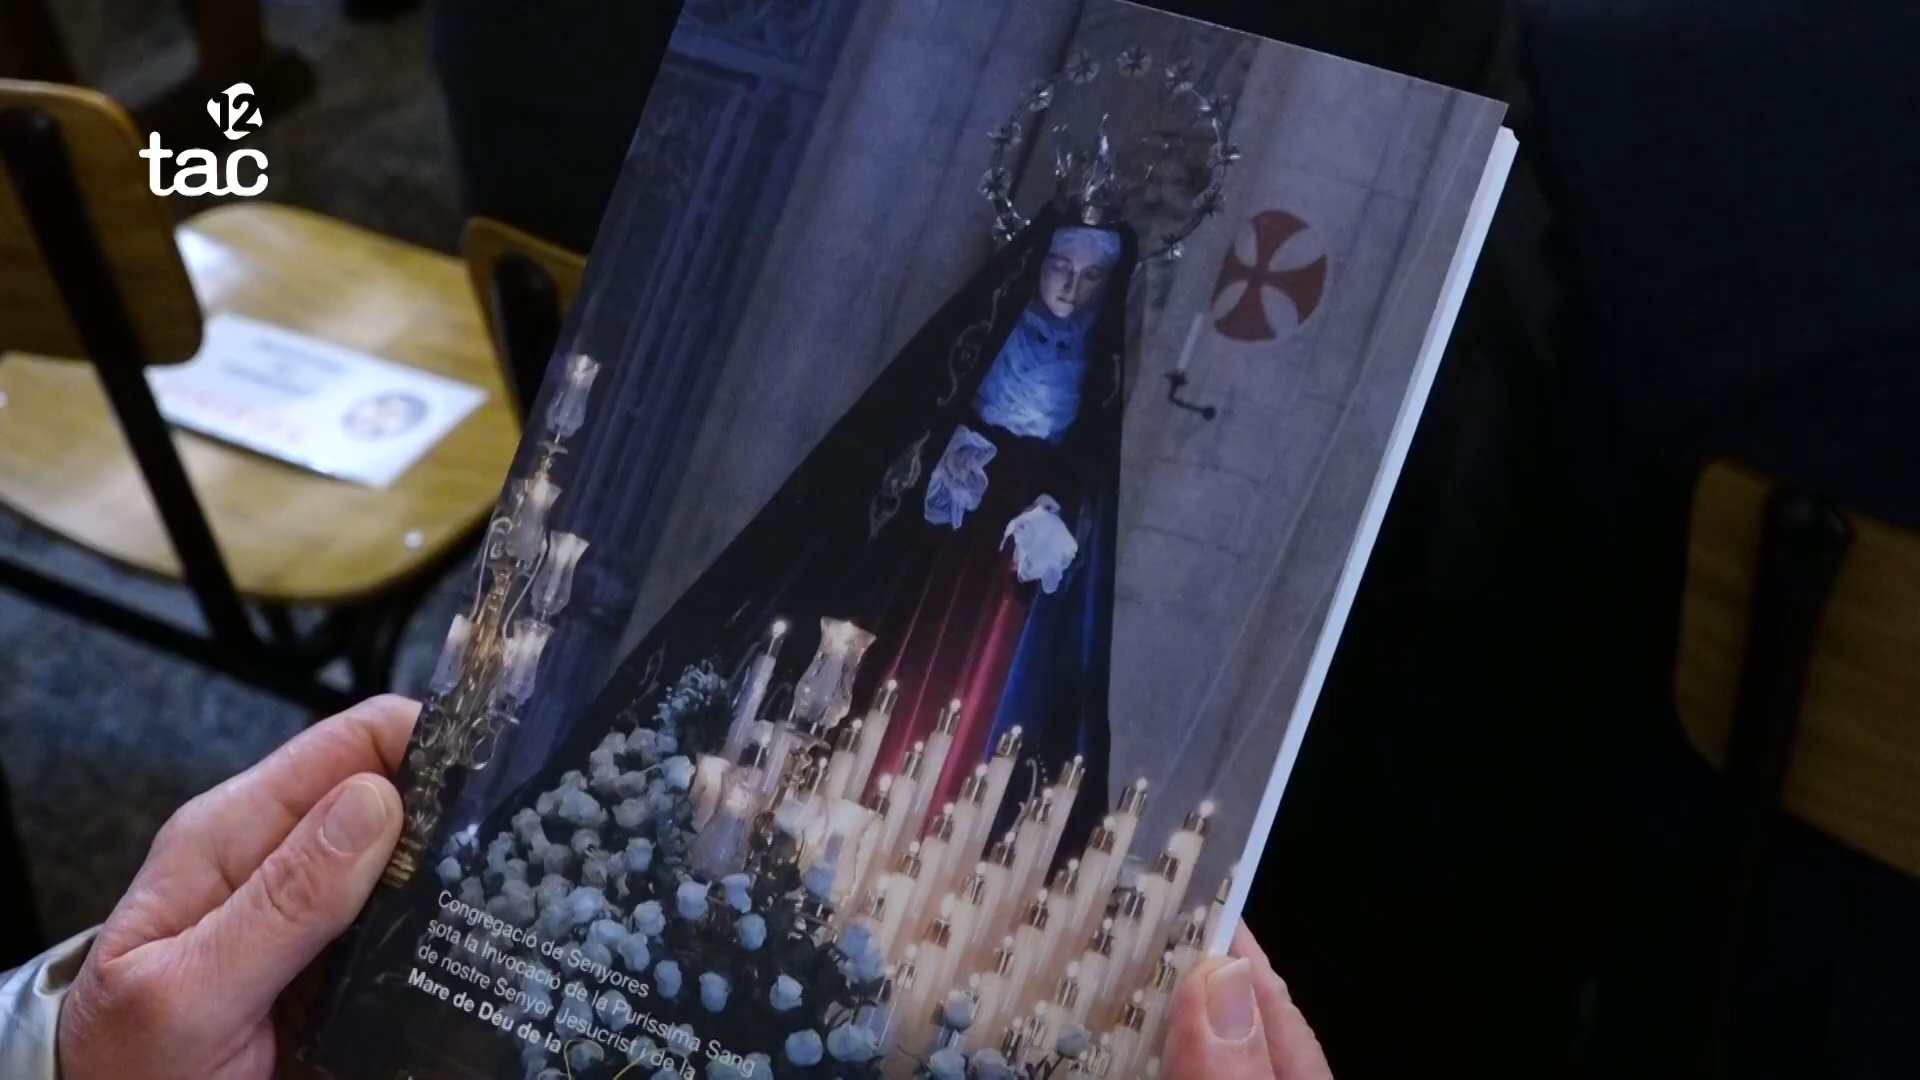 12
tac
Congregació de Senyores
sota la Invocació de la Puríssima Sang
de nostre Senyor Jesucrist i de la
Mare de Déu de la